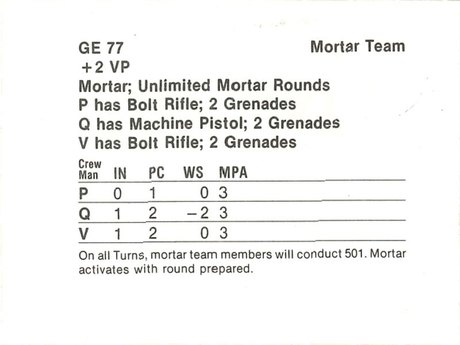 GE 77 Mortar Team
+2 VP
Mortar; Unlimited Mortar Rounds
P has Bolt Rifle; 2 Grenades
Q has Machine Pistol; 2 Grenades
V has Bolt Rifle; 2 Grenades
Crew
Man IN PC WS MPA
P 0 1 0 3
Q 1 2 −2 3
V 1 2 0 3
On all Turns, mortar team members will conduct 501. Mortar
activates with round prepared.